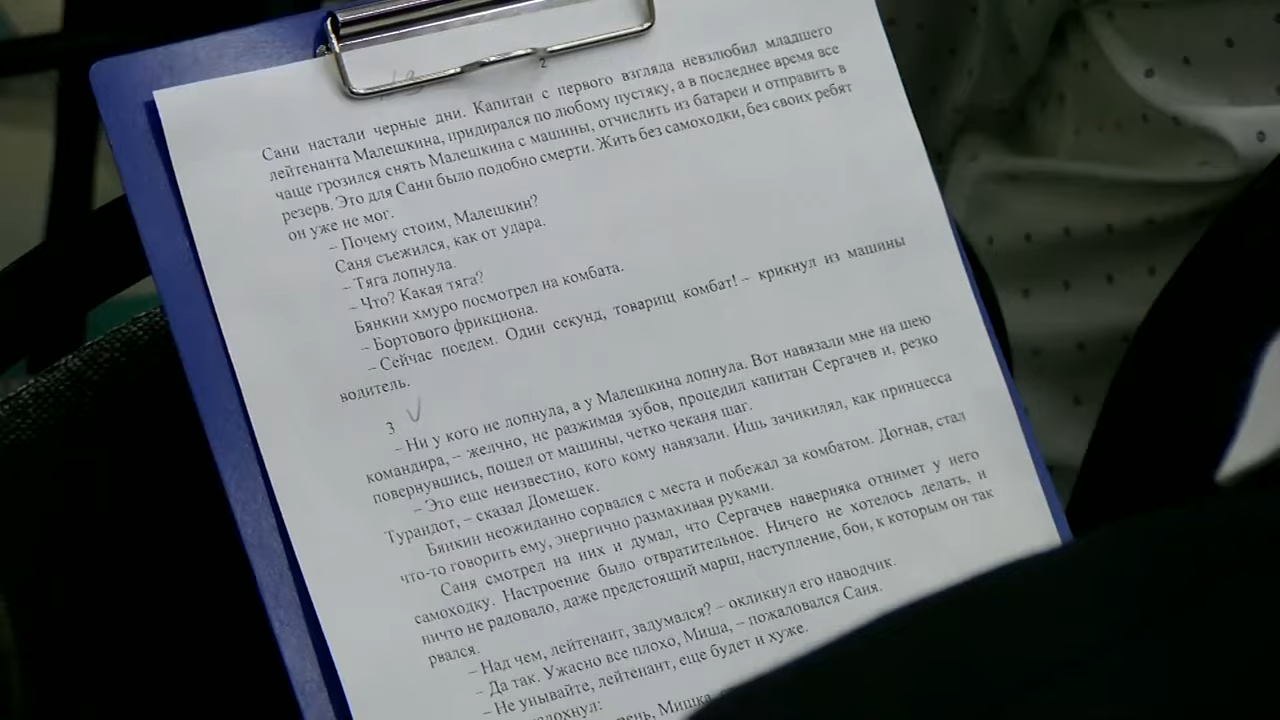 2
Сани настали черные дни. Капитан с первого взгляда невзлюбил младшего
лейтенанта Малешкина, придирался по любому пустяку, а в последнее время все
чаще грозился снять Малешкина с машины, отчислить из батареи и отправить в
резерв. Это для Сани было подобно смерти. Жить без самоходки, без своих ребят
он уже не мог.
– Почему стоим, Малешкин?
Саня съежился, как от удара.
– Тяга лопнула.
– Что? Какая тяга?
Бянкин хмуро посмотрел на комбата.
– Бортового фрикциона.
– Сейчас поедем. Один секунд, товарищ комбат! – крикнул из машины
водитель.
3 V
– Ни у кого не лопнула, а у Малешкина лопнула. Вот навязали мне на шею
командира, – желчно, не разжимая зубов, процедил капитан Сергачев и, резко
повернувшись, пошел от машины, четко чеканя шаг.
– Это еще неизвестно, кого кому навязали. Ишь зачикилял, как принцесса
Турандот, – сказал Домешек.
Бянкин неожиданно сорвался с места и побежал за комбатом. Догнав, стал
что-то говорить ему, энергично размахивая руками.
Саня смотрел на них и думал, что Сергачев наверняка отнимет у него
самоходку. Настроение было отвратительное. Ничего не хотелось делать, и
ничто не радовало, даже предстоящий марш, наступление, бои, к которым он так
рвался.
– Над чем, лейтенант, задумался? – окликнул его наводчик.
– Да так. Ужасно все плохо, Миша, – пожаловался Саня.
– Не унывайте, лейтенант, еще будет и хуже.
Мишка